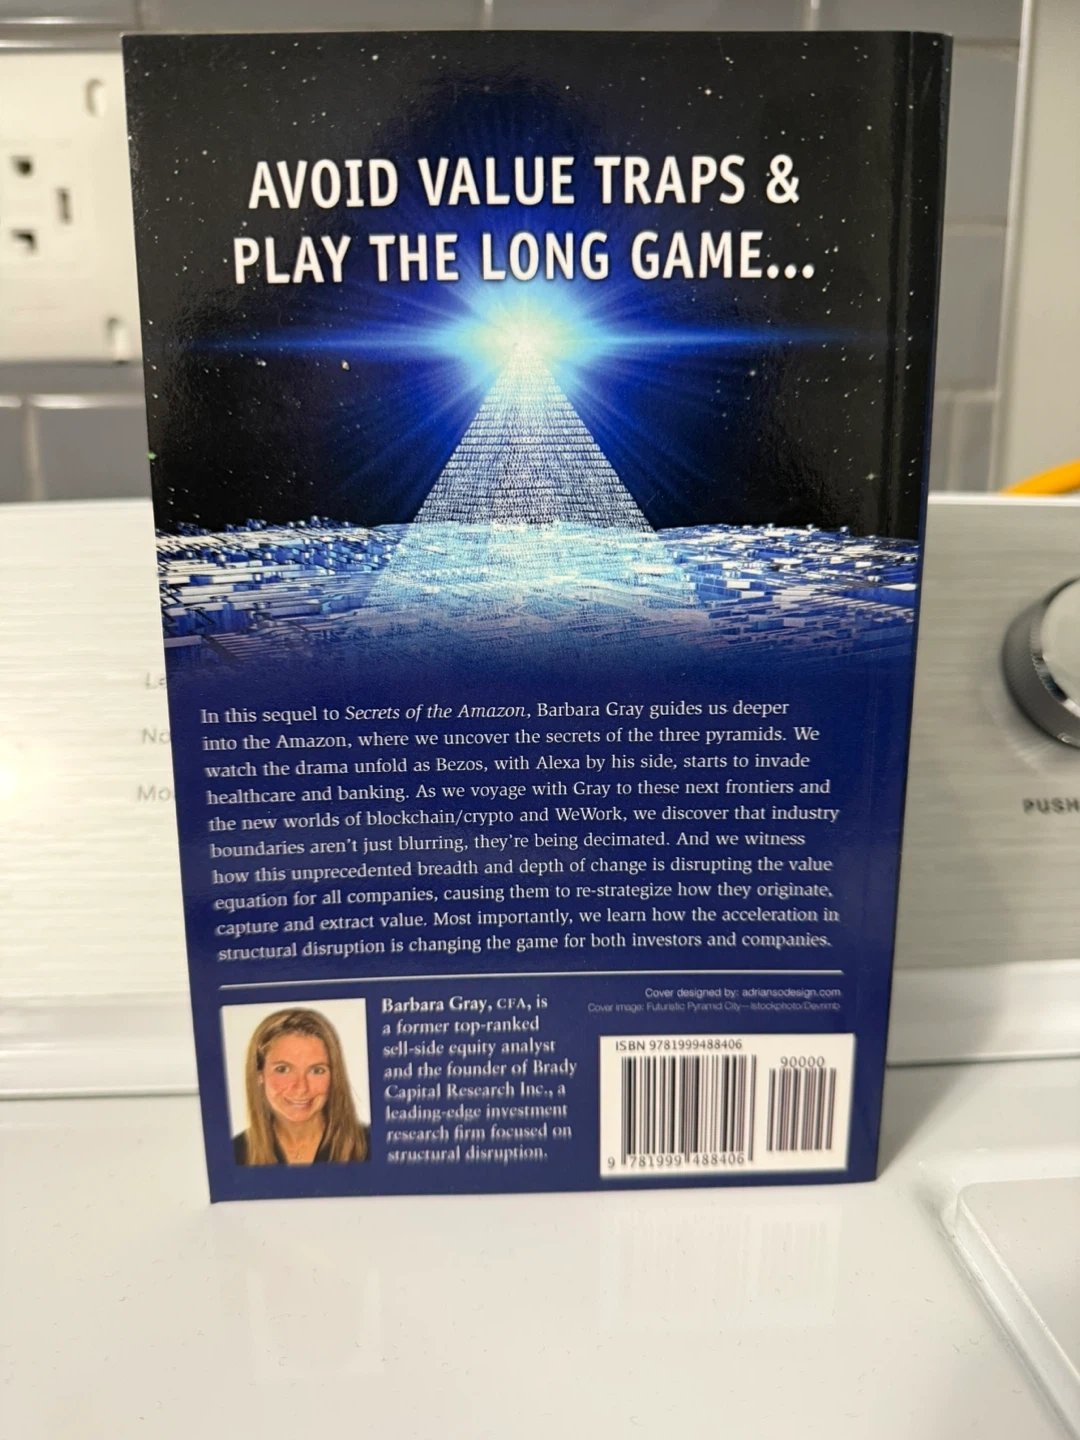 AVOID VALUE TRAPS &
PLAY THE LONG GAME...
In this sequel to Secrets of the Amazon, Barbara Gray guides us deeper
into the Amazon, where we uncover the secrets of the three pyramids. We
watch the drama unfold as Bezos, with Alexa by his side, starts to invade
healthcare and banking. As we voyage with Gray to these next frontiers and
the new worlds of blockchain/crypto and WeWork, we discover that industry
boundaries aren't just blurring, they're being decimated. And we witness
how this unprecedented breadth and depth of change is disrupting the value
equation for all companies, causing them to re-strategize how they originate,
capture and extract value. Most importantly, we learn how the acceleration in
structural disruption is changing the game for both investors and companies.
Barbara Gray, CFA, is
a former top-ranked
sell-side equity analyst
and the founder of Brady
Capital Research Inc., a
leading-edge investment
research firm focused on
structural disruption.
Cover designed by: adriansodesign.com
Cover image: Futuristic Pyramid City—istockphoto/
ISBN 9781999488406
90000
9 781999 488406
No
Mo
PUSH